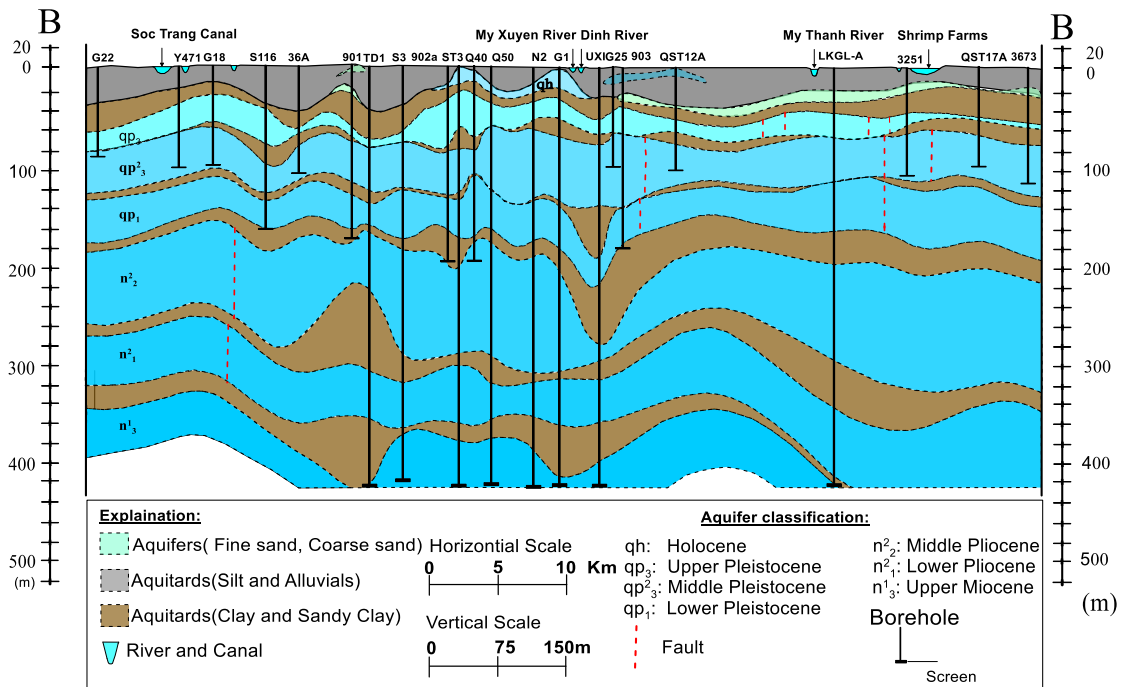 B B
Soc Trang Canal My Xuyen River Dinh River My Thanh River Shrimp Farms
20 G22 Y471 G18 S116 36A 901 TD1 S3 902a ST3 Q40 Q50 N2 G1 UXIG25 903 QST12A LKGL-A 3251 QST17A 3673 20
0 0
qh
qp3
qp²3
100 100
qp1
200 200
n²2
n²1
300 300
n¹3
400 400
500 500
(m) (m)
Explaination:
Aquifers( Fine sand, Coarse sand)
Aquitards(Silt and Alluvials)
Aquitards(Clay and Sandy Clay)
River and Canal
Horizontial Scale
0 5 10 Km
Vertical Scale
0 75 150m
Aquifer classification:
qh: Holocene
qp3: Upper Pleistocene
qp²3: Middle Pleistocene
qp1: Lower Pleistocene
Fault
n²2: Middle Pliocene
n²1: Lower Pliocene
n¹3: Upper Miocene
Borehole
Screen